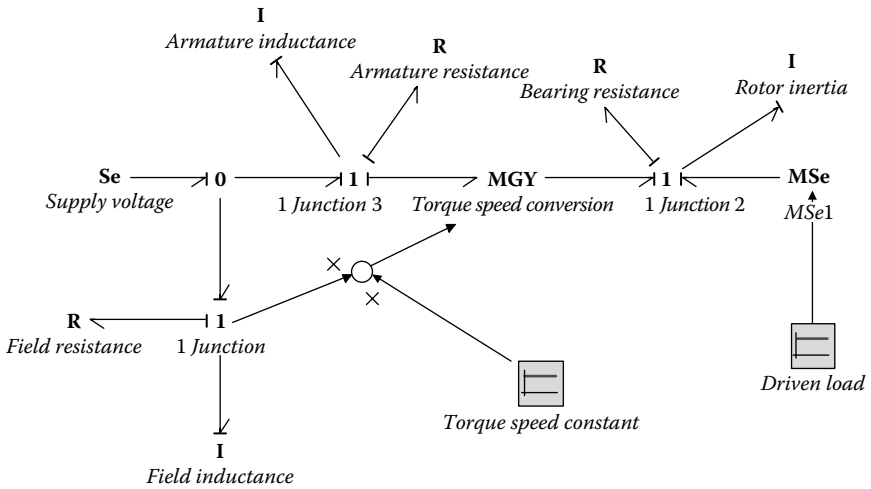 I
Armature inductance
R
Armature resistance
R
Bearing resistance
I
Rotor inertia
Se
Supply voltage
0
1
1 Junction 3
MGY
Torque speed conversion
1
1 Junction 2
MSe
MSe1
×
×
R
Field resistance
1
1 Junction
Driven load
Torque speed constant
I
Field inductance